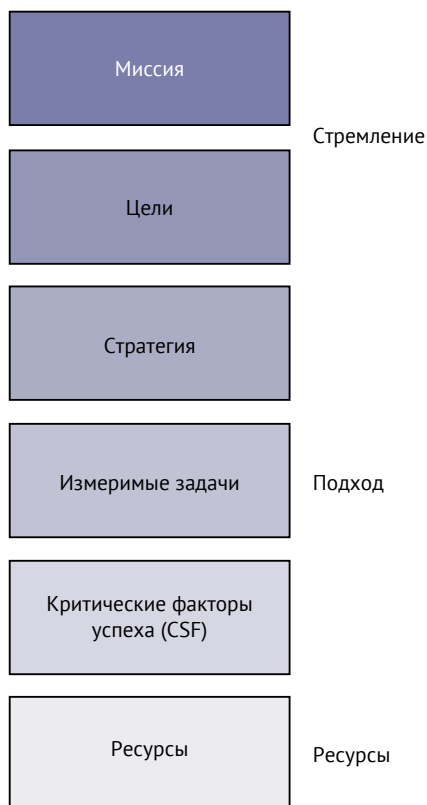 Миссия
Стремление
Цели
Стратегия
Измеримые задачи
Подход
Критические факторы
успеха (CSF)
Ресурсы
Ресурсы